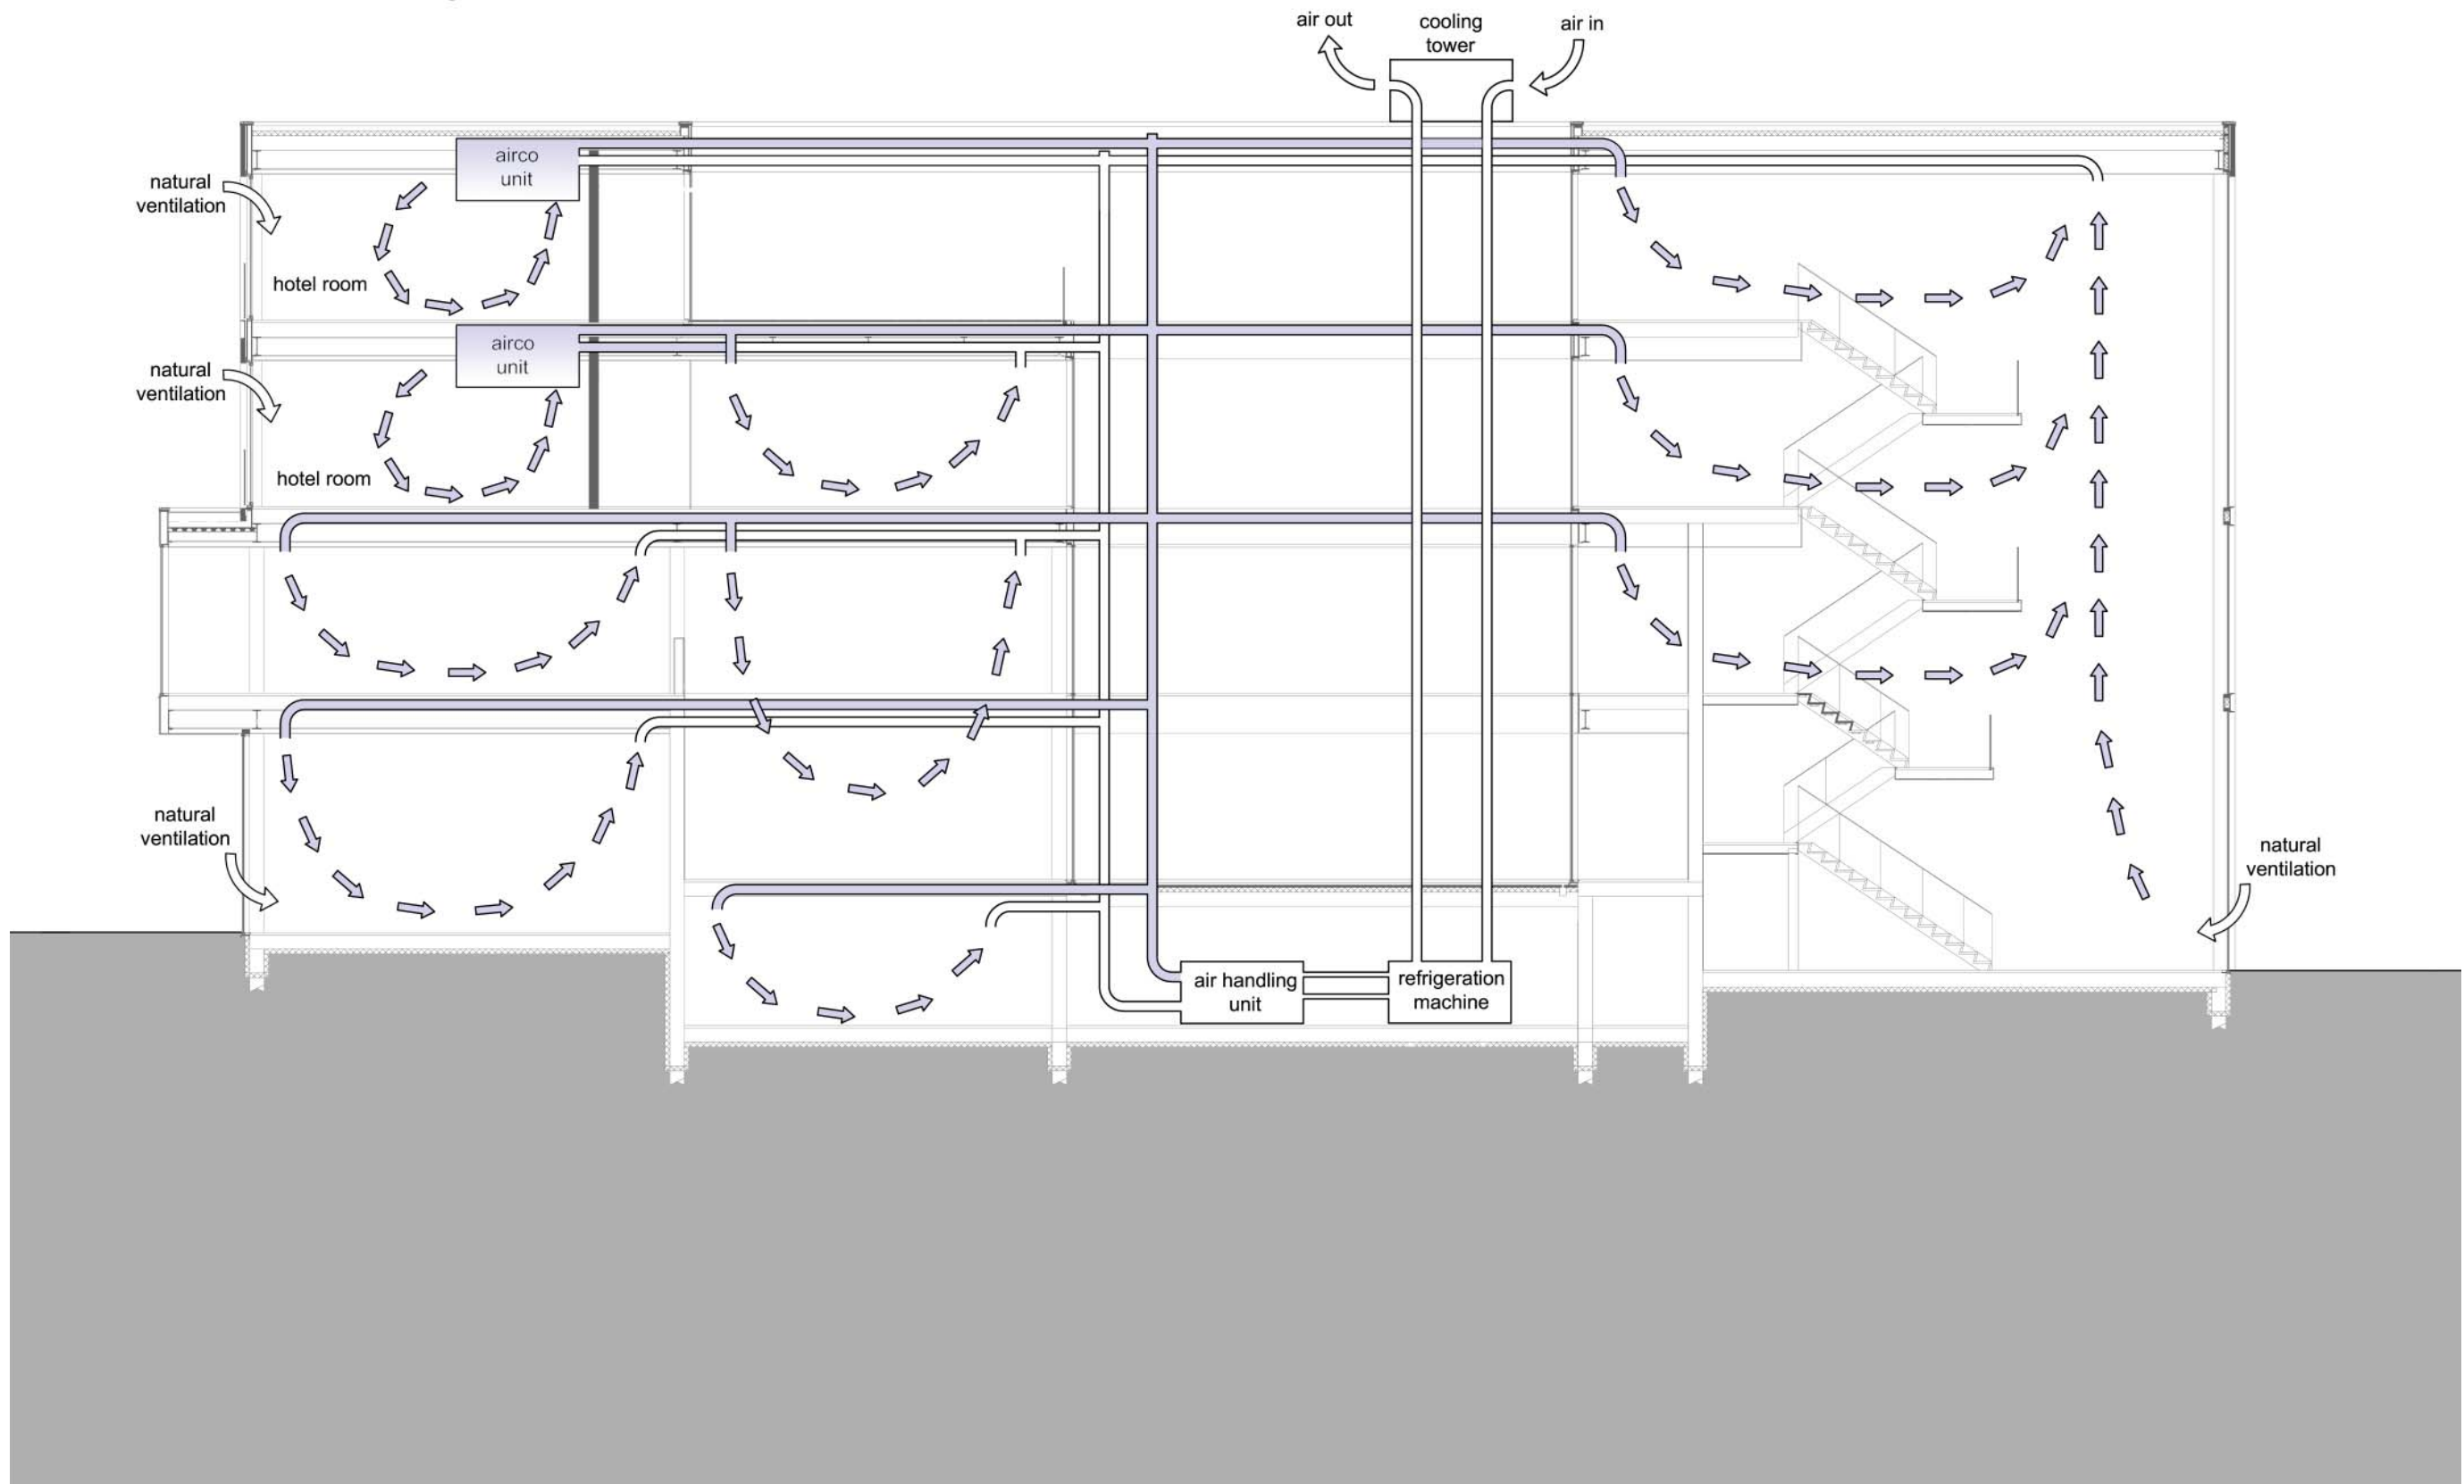 air out
cooling
tower
air in
airco
unit
natural
ventilation
hotel room
airco
unit
natural
ventilation
hotel room
natural
ventilation
natural
ventilation
air handling
unit
refrigeration
machine